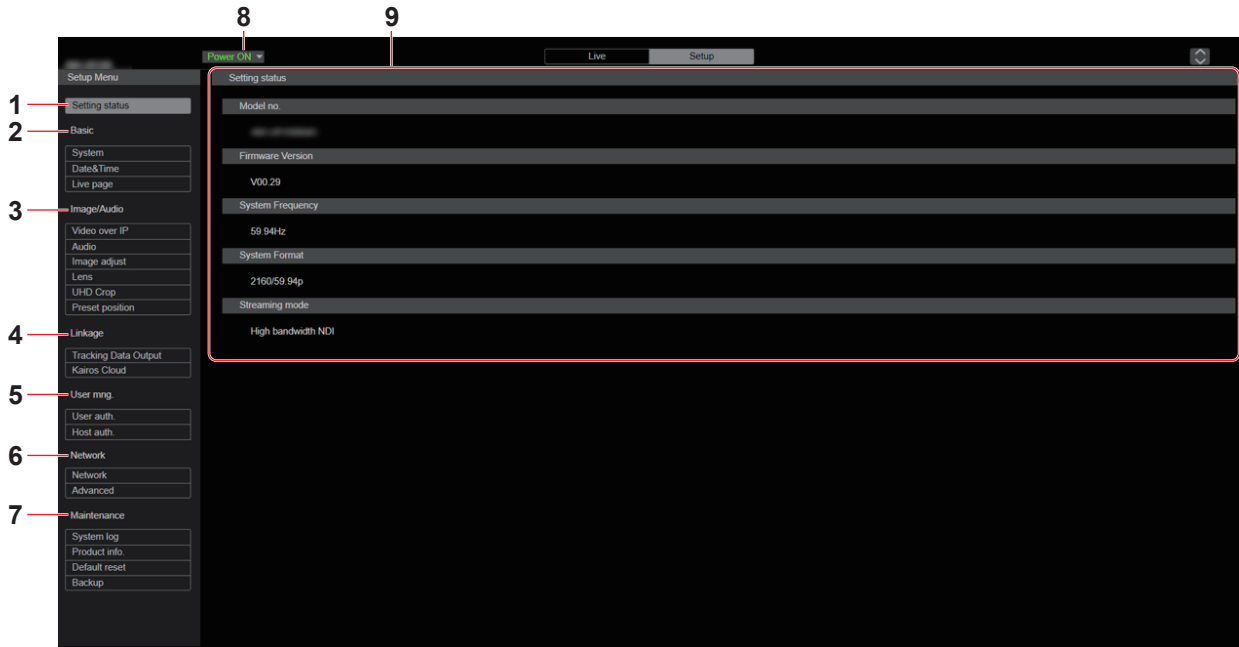 8
9
Power ON
Live
Setup
Setup Menu
1
Setting status
2
Basic
System
Date&Time
Live page
3
Image/Audio
Video over IP
Audio
Image adjust
Lens
UHD Crop
Preset position
4
Linkage
Tracking Data Output
Kairos Cloud
5
User mng.
User auth.
Host auth.
6
Network
Network
Advanced
7
Maintenance
System log
Product info.
Default reset
Backup
Setting status
Model no.
Firmware Version
V00.29
System Frequency
59.94Hz
System Format
2160/59.94p
Streaming mode
High bandwidth NDI